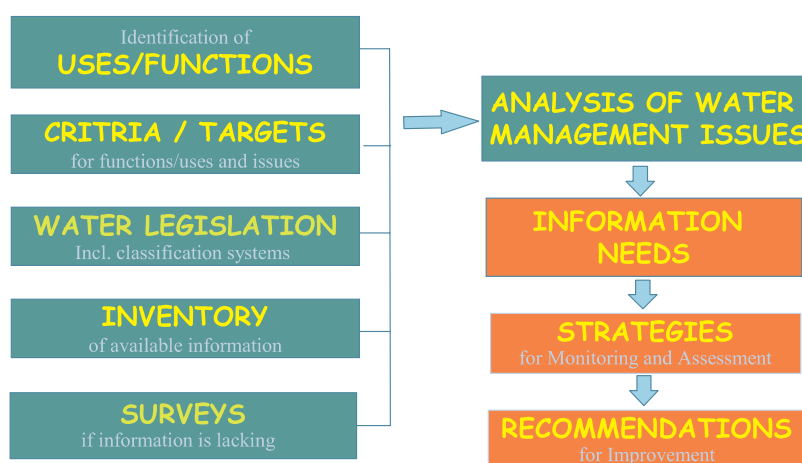 Identification of
USES/FUNCTIONS
CRITRIA / TARGETS
for functions/uses and issues
WATER LEGISLATION
Incl. classification systems
INVENTORY
of available information
SURVEYS
if information is lacking
ANALYSIS OF WATER
MANAGEMENT ISSUES
INFORMATION
NEEDS
STRATEGIES
for Monitoring and Assessment
RECOMMENDATIONS
for Improvement